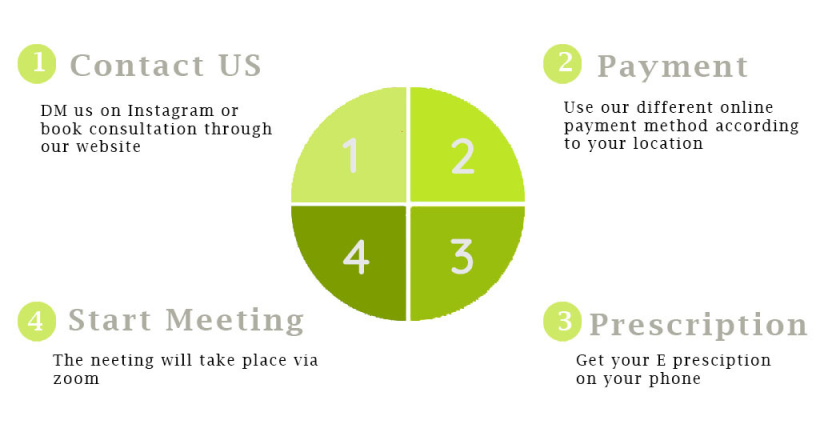 1 Contact US
DM us on Instagram or
book consultation through
our website
2 Payment
Use our different online
payment method according
to your location
1 2
4 3
4 Start Meeting
The neeting will take place via
zoom
3 Prescription
Get your E presciption
on your phone